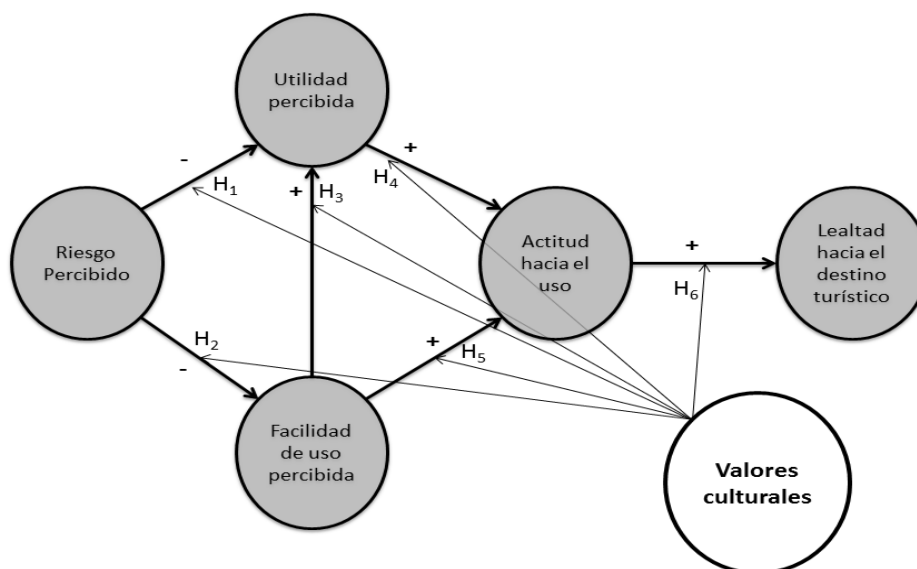 Utilidad
percibida
-
H1
+
H3
+
H4
Riesgo
Percibido
Actitud
hacia el
uso
+
H6
Lealtad
hacia el
destino
turístico
H2
-
+
H5
Facilidad
de uso
percibida
Valores
culturales